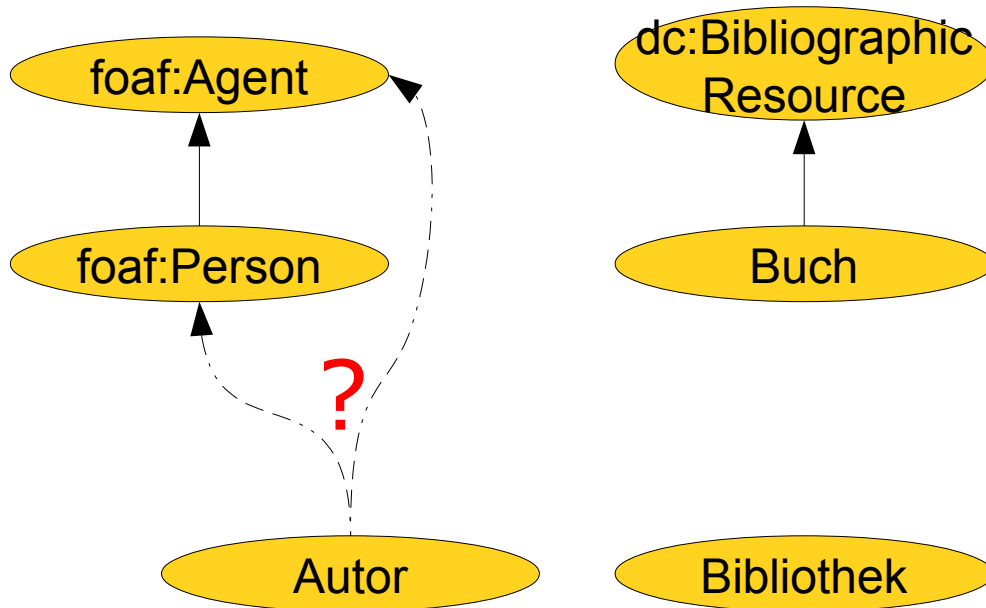 foaf:Agent
dc:Bibliographic
Resource
foaf:Person
Buch
?
Autor
Bibliothek